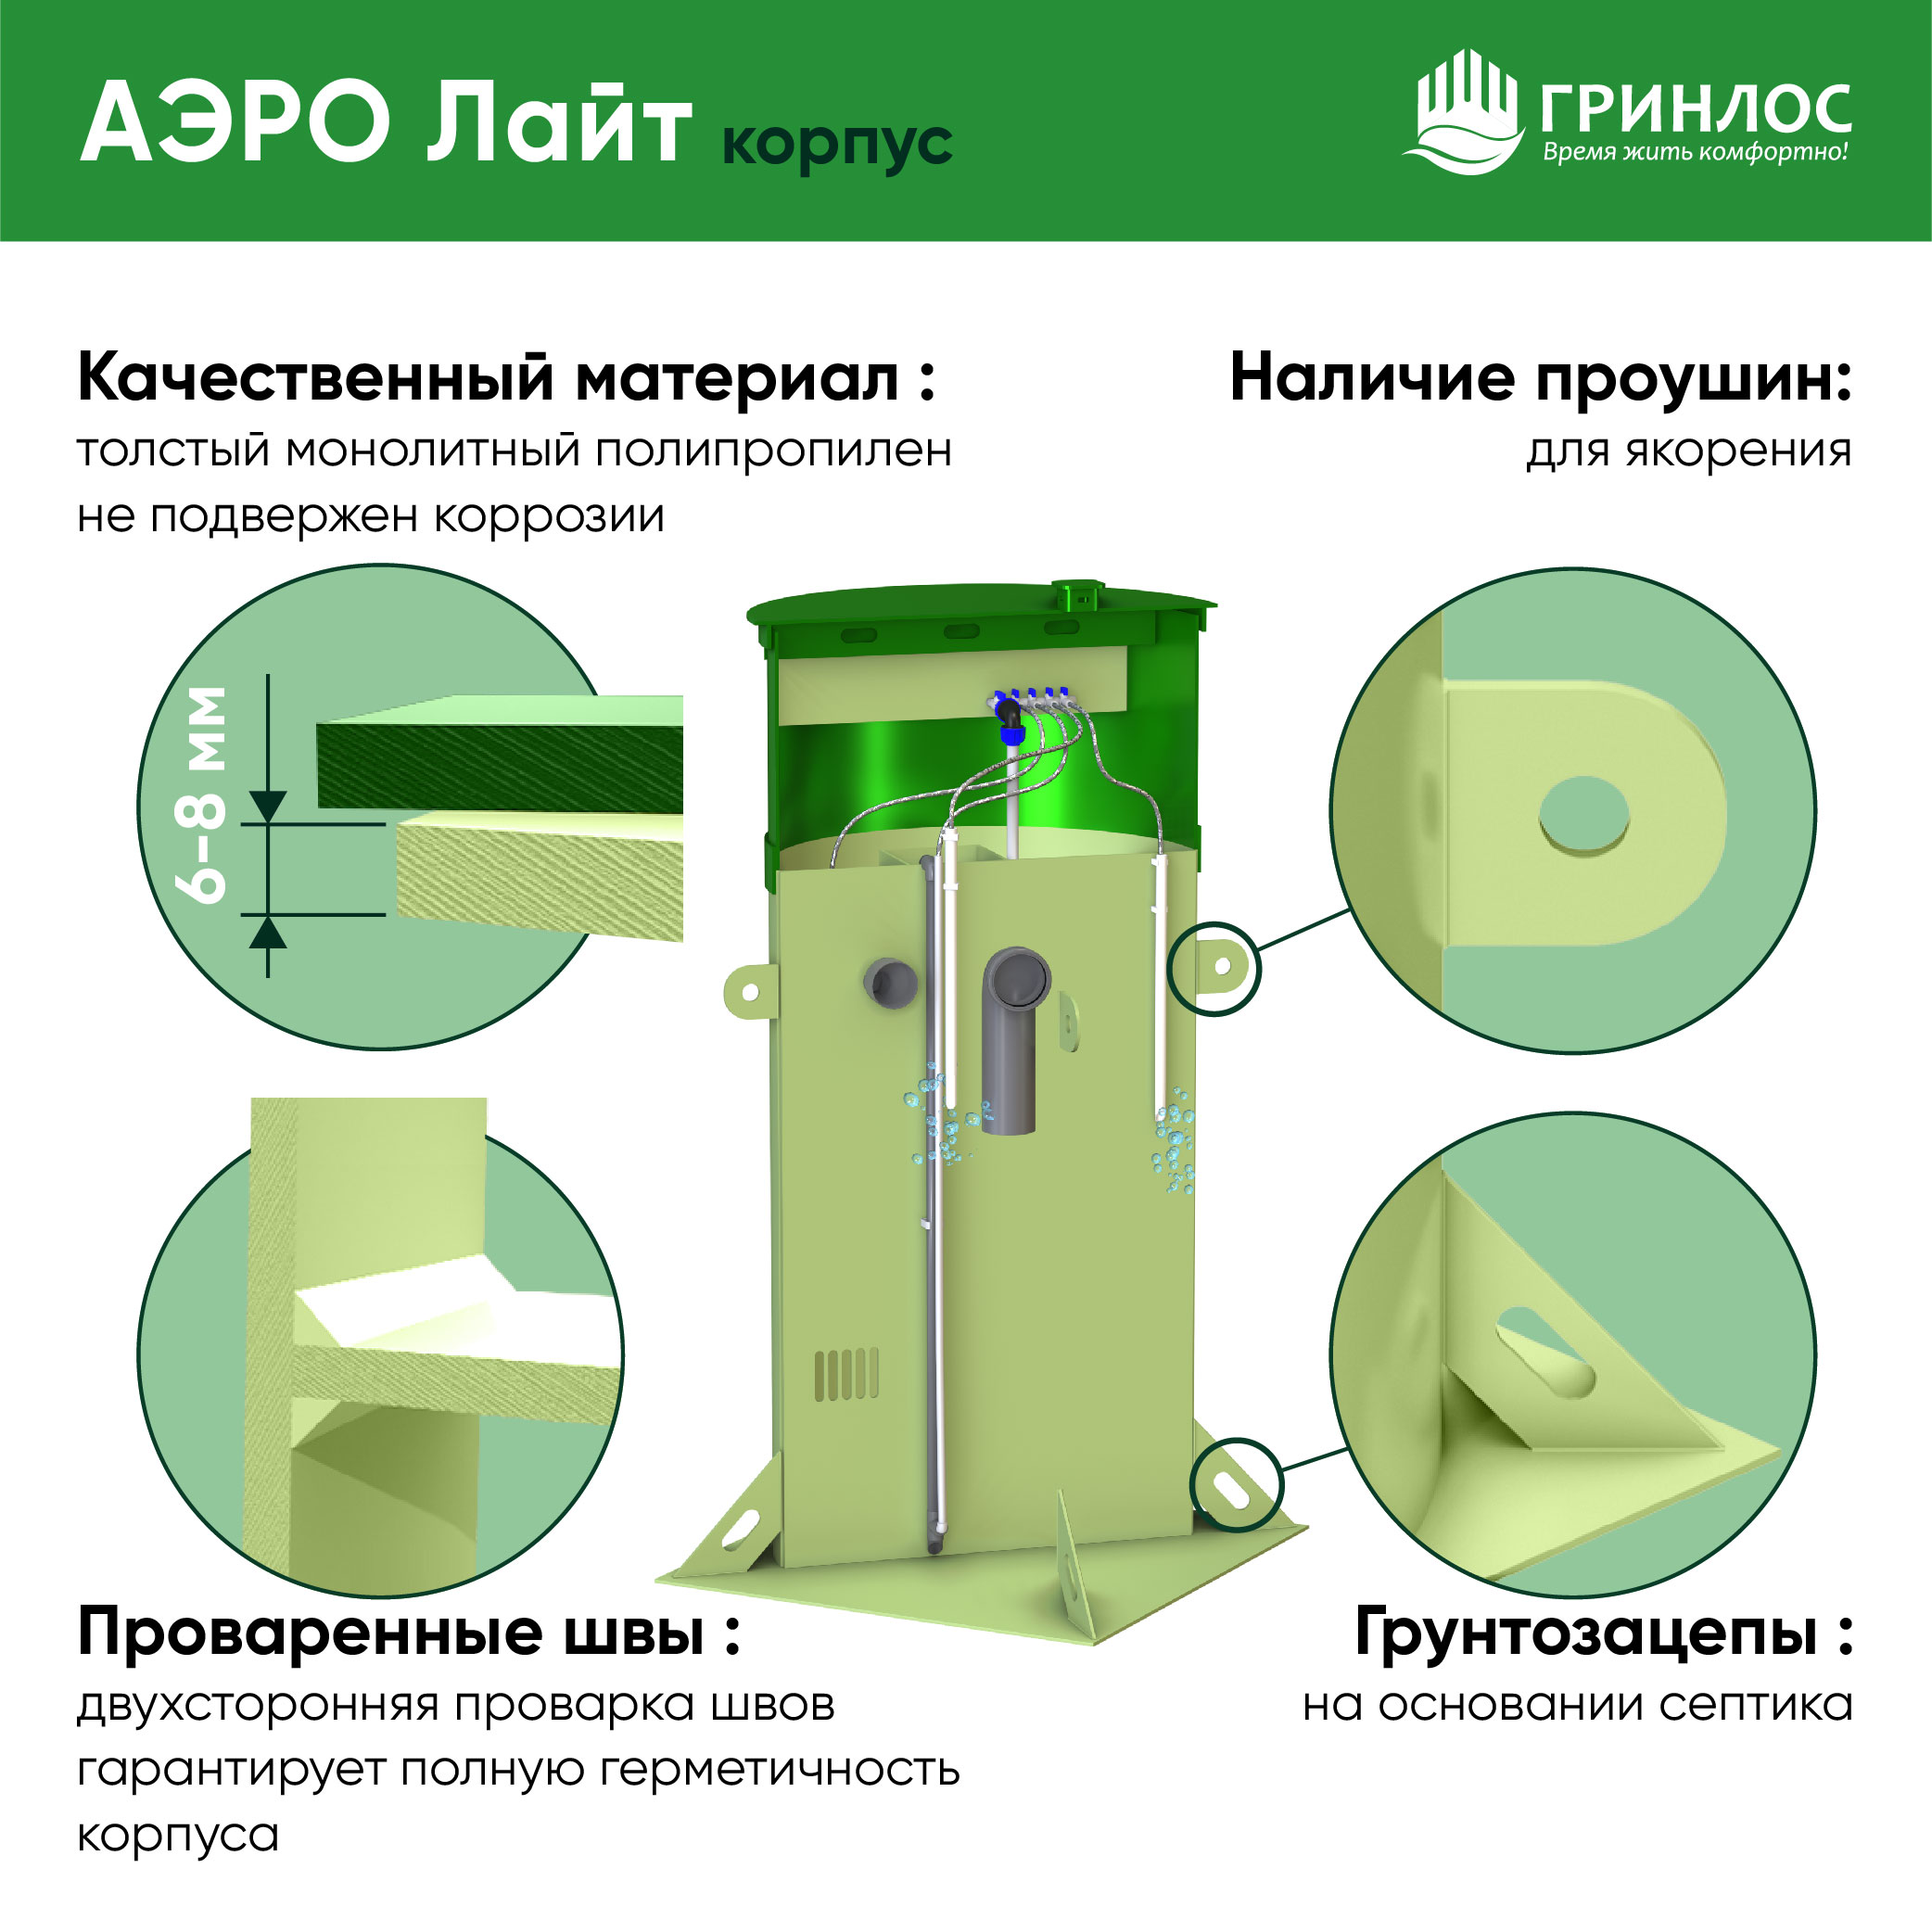 АЭРО Лайт корпус
ГРИНЛОС
Время жить комфортно!
Качественный материал :
толстый монолитный полипропилен
не подвержен коррозии
Наличие проушин:
для якорения
6-8 мм
Проваренные швы :
двухсторонняя проварка швов
гарантирует полную герметичность
корпуса
Грунтозацепы :
на основании септика